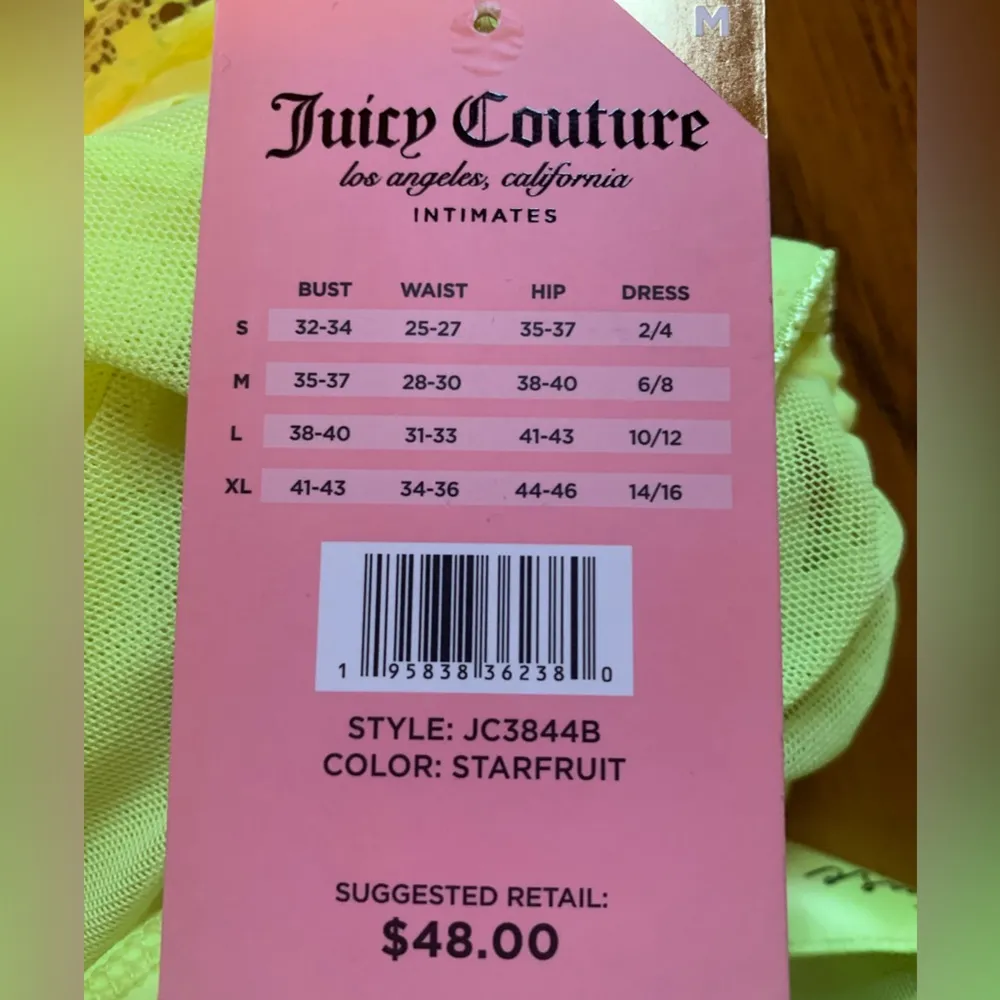 M
Juicy Couture
los angeles, california
INTIMATES
BUST WAIST HIP DRESS
S 32-34 25-27 35-37 2/4
M 35-37 28-30 38-40 6/8
L 38-40 31-33 41-43 10/12
XL 41-43 34-36 44-46 14/16
1 95838 36238 0
STYLE: JC3844B
COLOR: STARFRUIT
SUGGESTED RETAIL:
$48.00